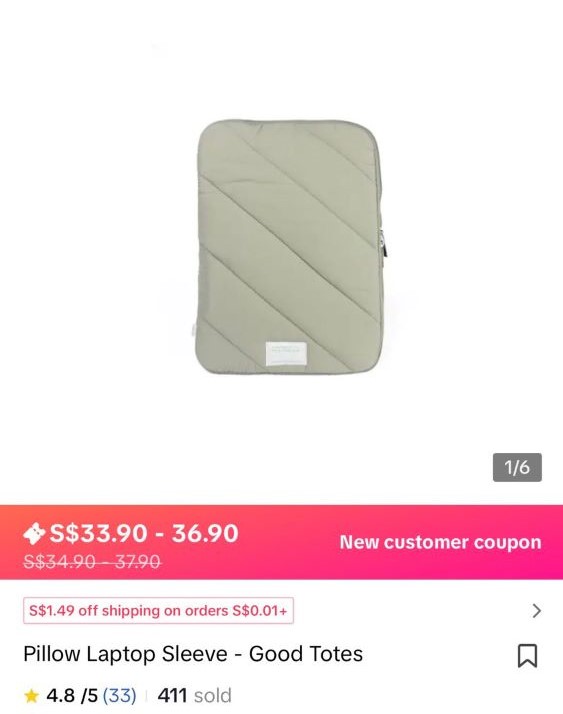 1/6
S$33.90 - 36.90
New customer coupon
S$34.90 - 37.90
S$1.49 off shipping on orders S$0.01+
Pillow Laptop Sleeve - Good Totes
4.8 /5 (33) 411 sold